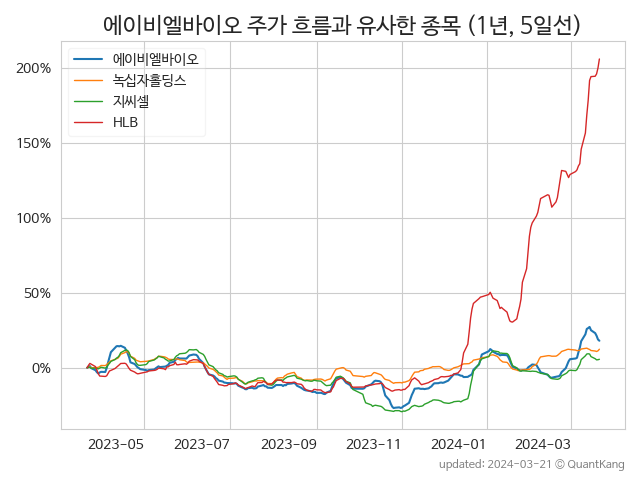 에이비엘바이오 주가 흐름과 유사한 종목 (1년, 5일선)
에이비엘바이오
녹십자홀딩스
지씨셀
HLB
200%
150%
100%
50%
0%
2023-05 2023-07 2023-09 2023-11 2024-01 2024-03
updated: 2024-03-21 © QuantKang